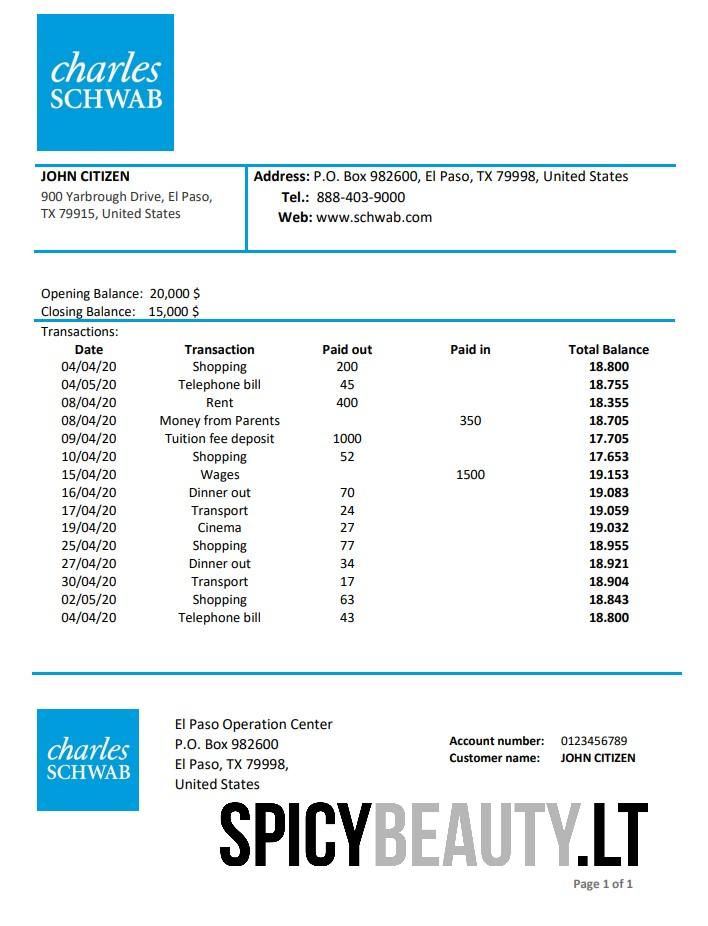 charles
SCHWAB
JOHN CITIZEN
900 Yarbrough Drive, El Paso,
TX 79915, United States
Address: P.O. Box 982600, El Paso, TX 79998, United States
Tel.: 888-403-9000
Web: www.schwab.com
Opening Balance: 20,000 $
Closing Balance: 15,000 $
Transactions:
Date Transaction Paid out Paid in Total Balance
04/04/20 Shopping 200 18.800
04/05/20 Telephone bill 45 18.755
08/04/20 Rent 400 18.355
08/04/20 Money from Parents 350 18.705
09/04/20 Tuition fee deposit 1000 17.705
10/04/20 Shopping 52 17.653
15/04/20 Wages 1500 19.153
16/04/20 Dinner out 70 19.083
17/04/20 Transport 24 19.059
19/04/20 Cinema 27 19.032
25/04/20 Shopping 77 18.955
27/04/20 Dinner out 34 18.921
30/04/20 Transport 17 18.904
02/05/20 Shopping 63 18.843
04/04/20 Telephone bill 43 18.800
charles
SCHWAB
El Paso Operation Center
P.O. Box 982600
El Paso, TX 79998,
United States
Account number: 0123456789
Customer name: JOHN CITIZEN
SPICYBEAUTY.LT
Page 1 of 1